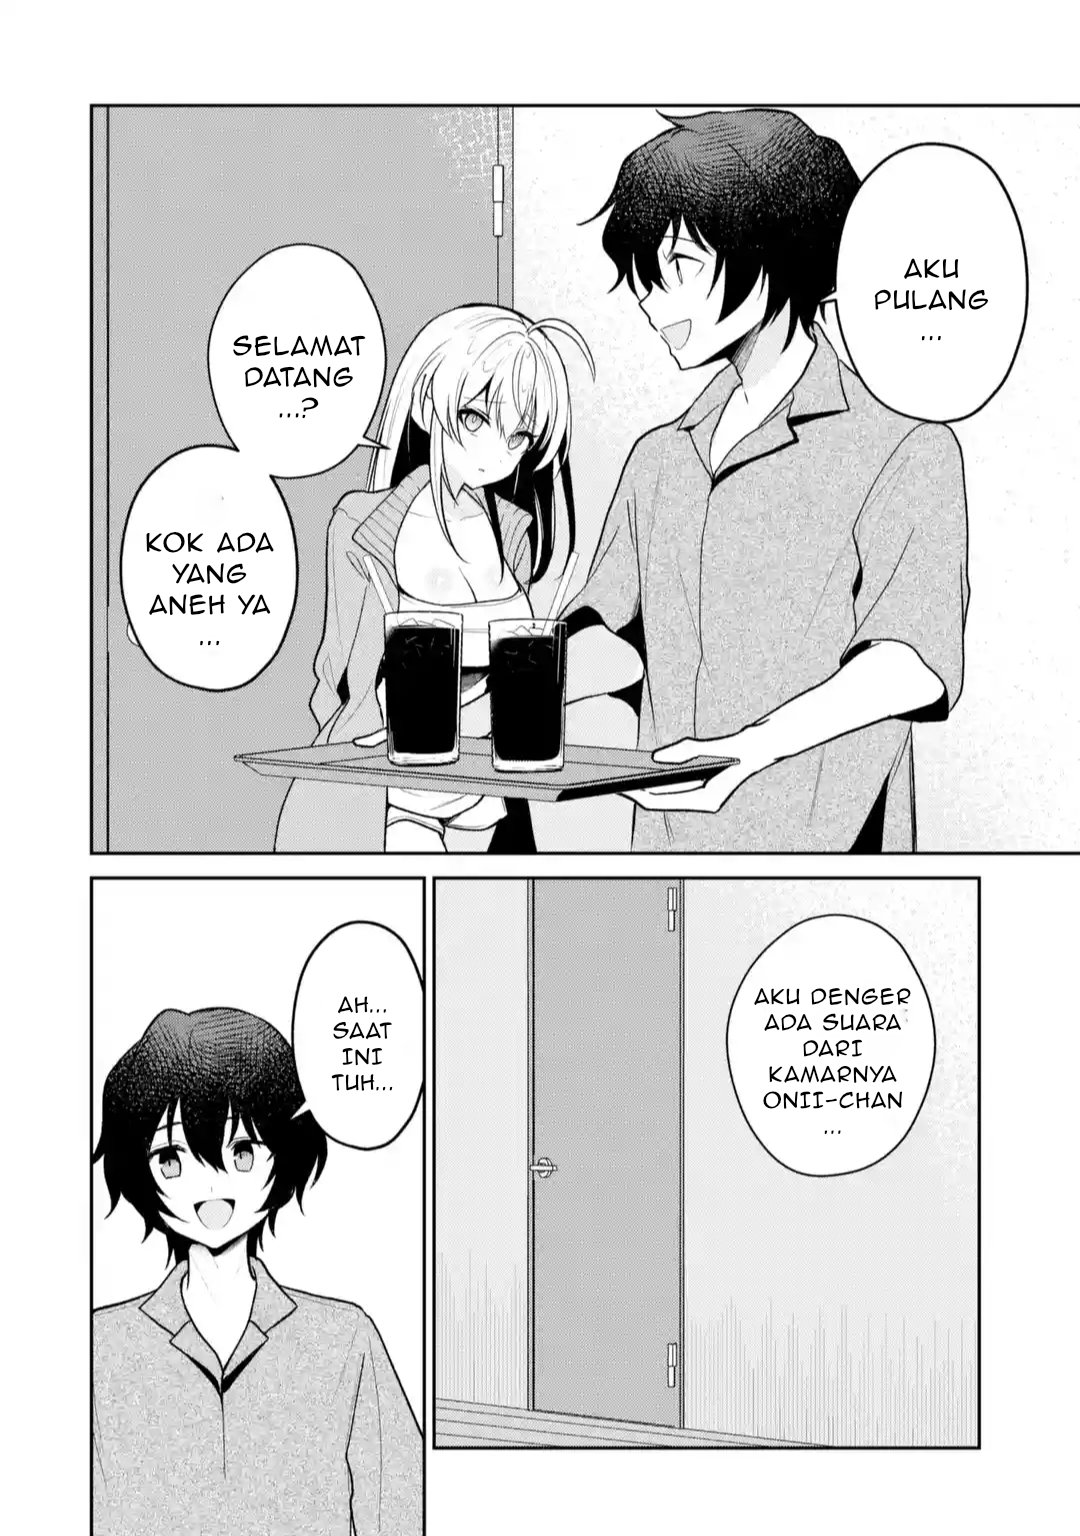 AKU
PULANG
...
SELAMAT
DATANG
...?
KOK ADA
YANG
ANEH YA
...
AKU DENGER
ADA SUARA
DARI
KAMARNYA
ONII-CHAN
...
AH...
SAAT
INI
TUH...